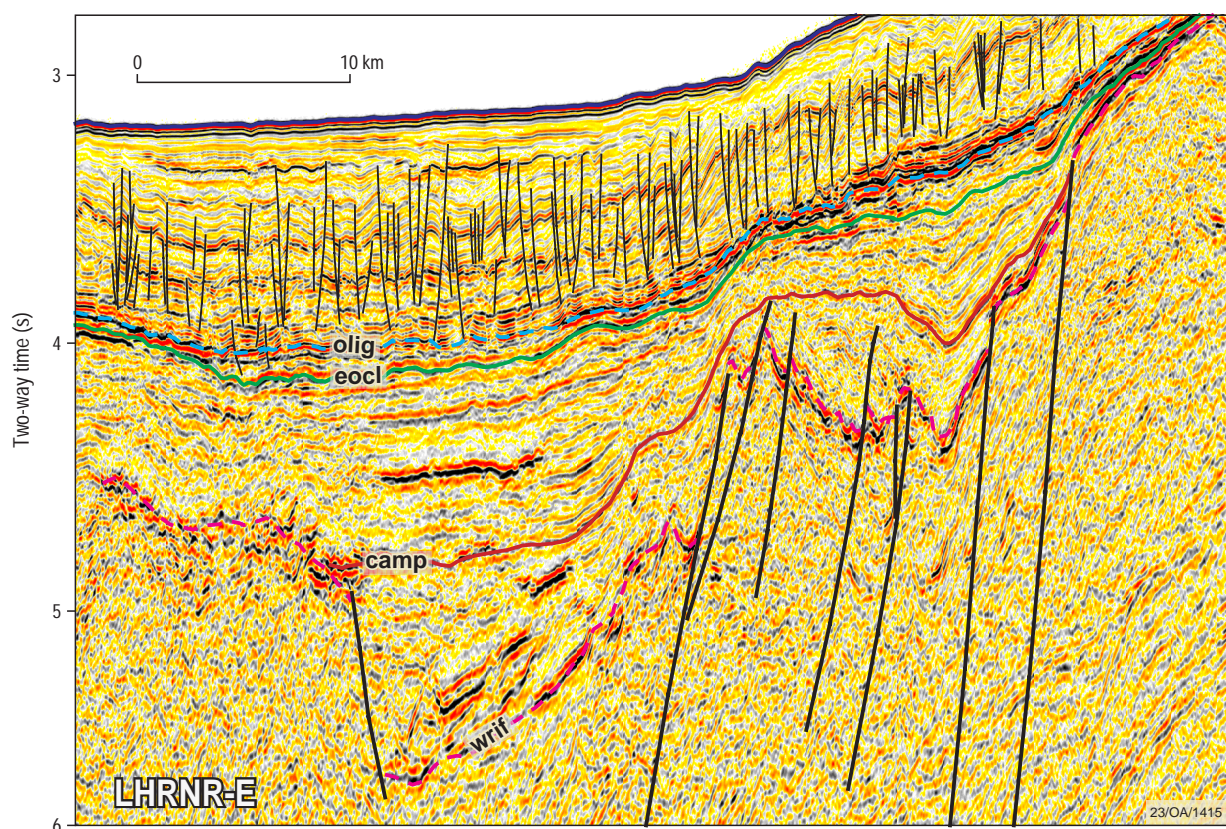 0 10 km
3
4
5
6
Two-way time (s)
olig
eocl
camp
wrif
LHRNR-E
23/OA/1415